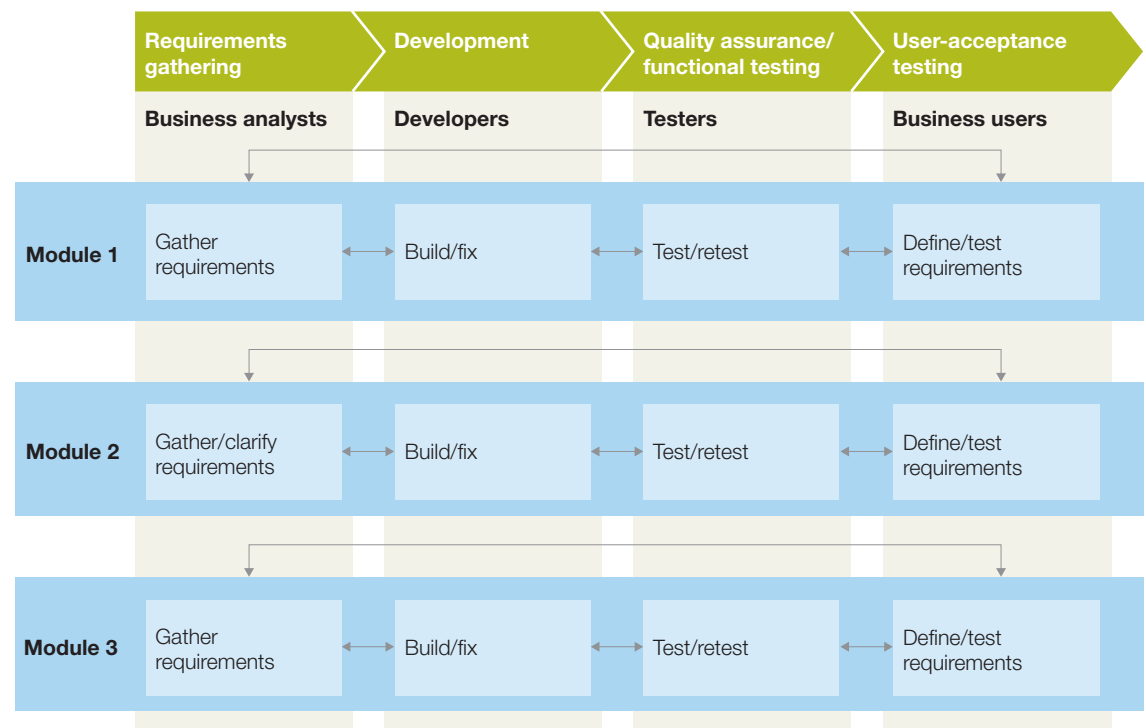 Requirements
gathering
Development
Quality assurance/
functional testing
User-acceptance
testing
Business analysts
Developers
Testers
Business users
Module 1
Gather
requirements
Build/fix
Test/retest
Define/test
requirements
Module 2
Gather/clarify
requirements
Build/fix
Test/retest
Define/test
requirements
Module 3
Gather
requirements
Build/fix
Test/retest
Define/test
requirements